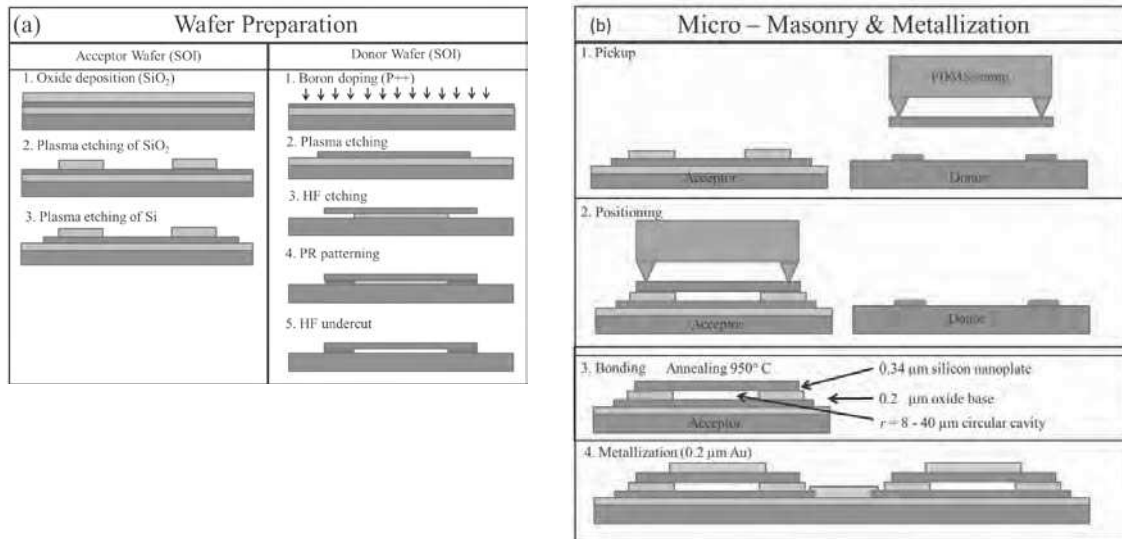 (a) Wafer Preparation
Acceptor Wafer (SOI)
1. Oxide deposition (SiO₂)
2. Plasma etching of SiO₂
3. Plasma etching of Si
Donor Wafer (SOI)
1. Boron doping (P++)
2. Plasma etching
3. HF etching
4. PR patterning
5. HF undercut
(b) Micro – Masonry & Metallization
1. Pickup
PDMS stamp
Acceptor
Donor
2. Positioning
Acceptor
Donor
3. Bonding Annealing 950° C
0.34 μm silicon nanoplate
0.2 μm oxide base
r = 8 - 40 μm circular cavity
Acceptor
4. Metallization (0.2 μm Au)